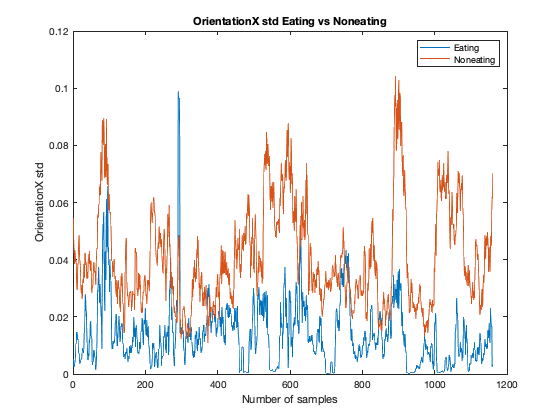 OrientationX std Eating vs Noneating
0.12
0.1
0.08
0.06
0.04
0.02
0
OrientationX std
Eating
Noneating
0 200 400 600 800 1000 1200
Number of samples